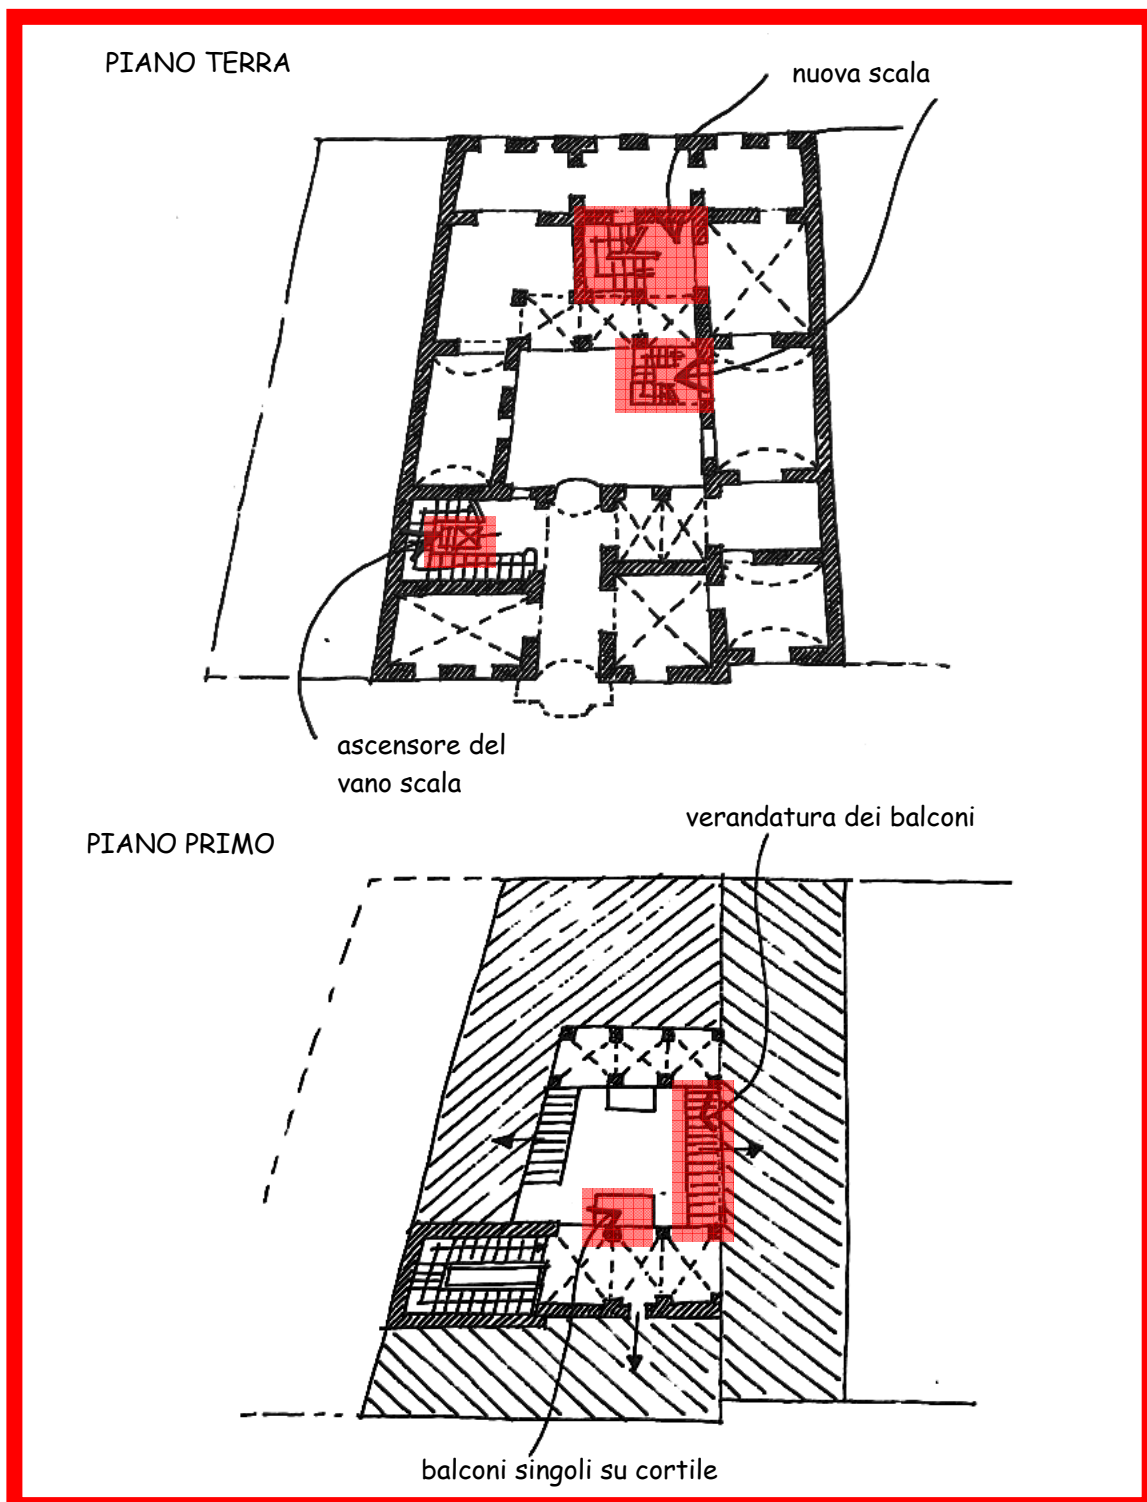 PIANO TERRA
nuova scala
ascensore del
vano scala
verandatura dei balconi
PIANO PRIMO
balconi singoli su cortile